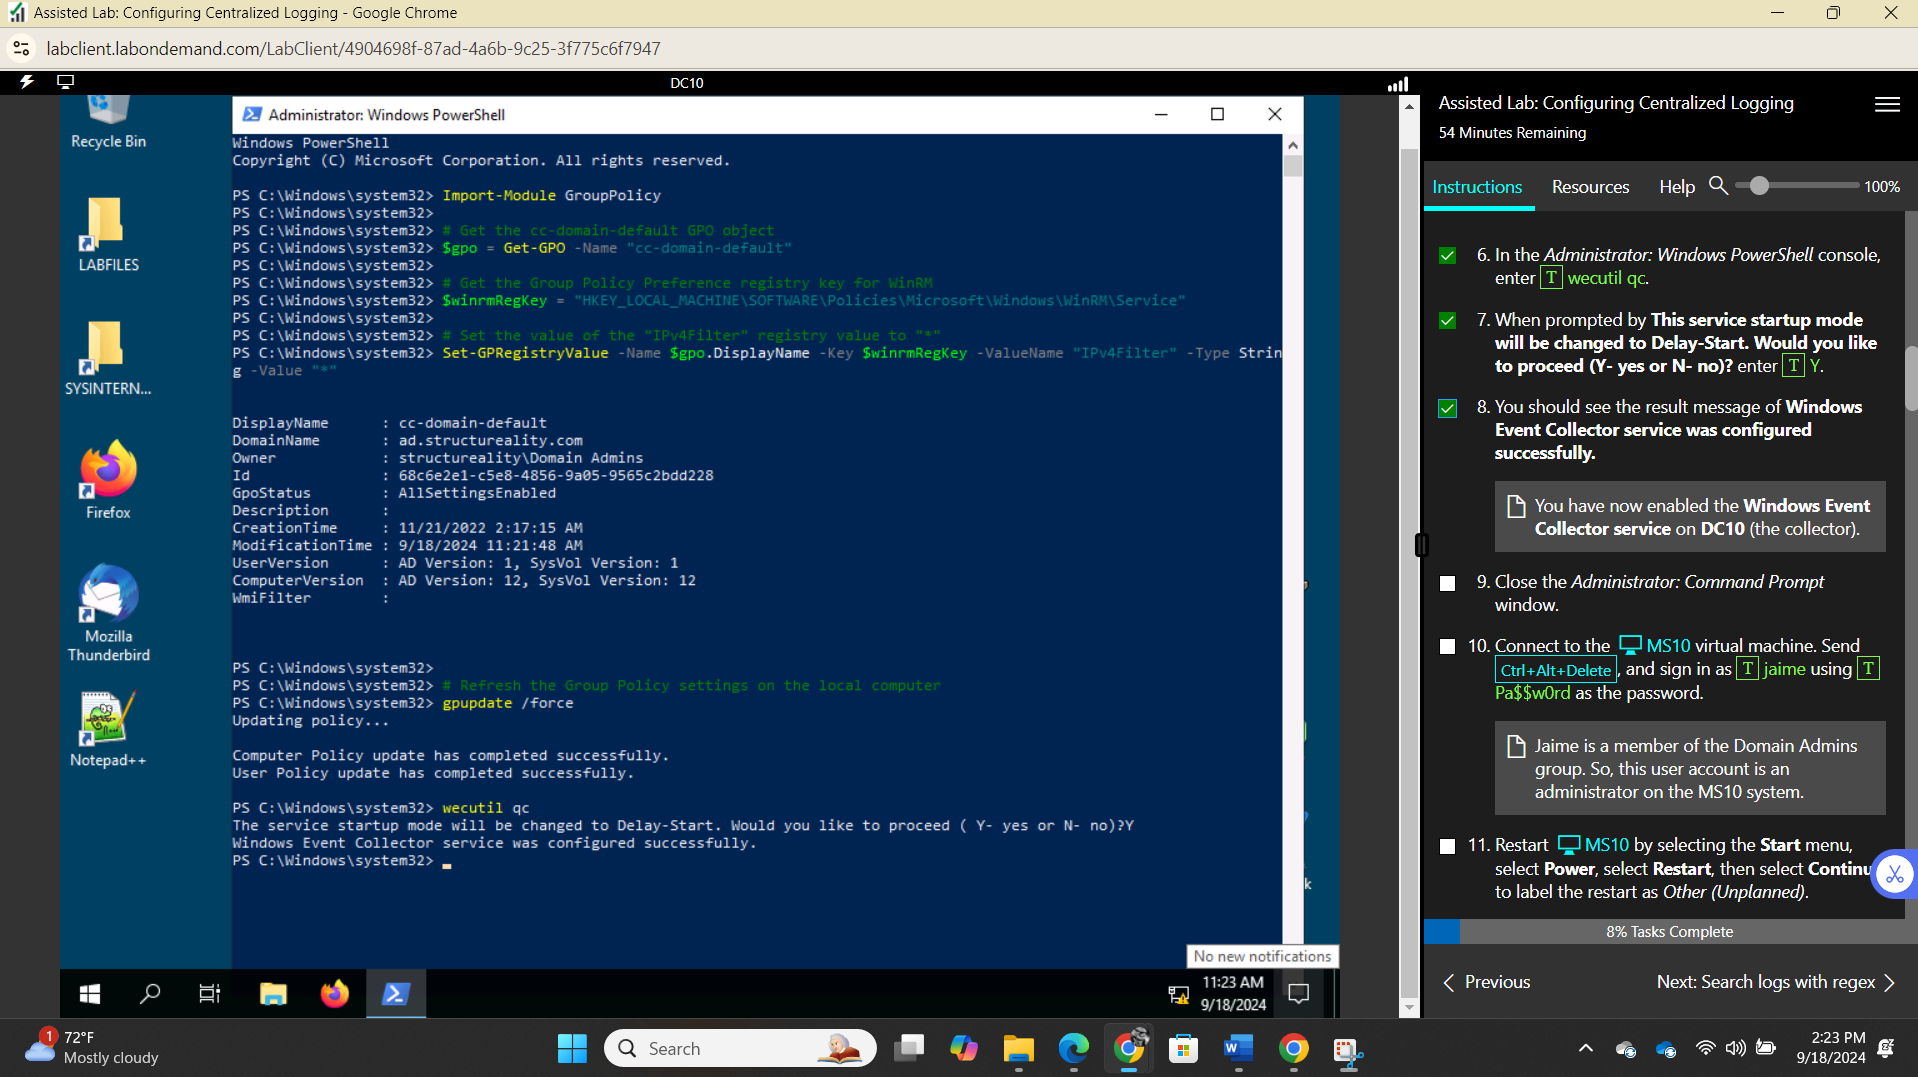 Assisted Lab: Configuring Centralized Logging - Google Chrome
labclient.labondemand.com/LabClient/4904698f-87ad-4a6b-9c25-3f775c6f7947
DC10
Recycle Bin
LABFILES
SYSINTERN...
Firefox
Mozilla
Thunderbird
Notepad++
Administrator: Windows PowerShell
Windows PowerShell
Copyright (C) Microsoft Corporation. All rights reserved.
PS C:\Windows\system32> Import-Module GroupPolicy
PS C:\Windows\system32>
PS C:\Windows\system32> # Get the cc-domain-default GPO object
PS C:\Windows\system32> $gpo = Get-GPO -Name "cc-domain-default"
PS C:\Windows\system32>
PS C:\Windows\system32> # Get the Group Policy Preference registry key for WinRM
PS C:\Windows\system32> $winrmRegKey = "HKEY_LOCAL_MACHINE\SOFTWARE\Policies\Microsoft\Windows\WinRM\Service"
PS C:\Windows\system32>
PS C:\Windows\system32> # Set the value of the "IPv4Filter" registry value to "*"
PS C:\Windows\system32> Set-GPRegistryValue -Name $gpo.DisplayName -Key $winrmRegKey -ValueName "IPv4Filter" -Type Strin
g -Value "*"
DisplayName      : cc-domain-default
DomainName       : ad.structureality.com
Owner            : structureality\Domain Admins
Id               : 68c6e2e1-c5e8-4856-9a05-9565c2bdd228
GpoStatus        : AllSettingsEnabled
Description      :
CreationTime     : 11/21/2022 2:17:15 AM
ModificationTime : 9/18/2024 11:21:48 AM
UserVersion      : AD Version: 1, SysVol Version: 1
ComputerVersion  : AD Version: 12, SysVol Version: 12
WmiFilter        :
PS C:\Windows\system32>
PS C:\Windows\system32> # Refresh the Group Policy settings on the local computer
PS C:\Windows\system32> gpupdate /force
Updating policy...
Computer Policy update has completed successfully.
User Policy update has completed successfully.
PS C:\Windows\system32> wecutil qc
The service startup mode will be changed to Delay-Start. Would you like to proceed ( Y- yes or N- no)?Y
Windows Event Collector service was configured successfully.
PS C:\Windows\system32>
k
No new notifications
11:23 AM
9/18/2024
Assisted Lab: Configuring Centralized Logging
54 Minutes Remaining
Instructions Resources Help 100%
6. In the Administrator: Windows PowerShell console,
enter T wecutil qc.
7. When prompted by This service startup mode
will be changed to Delay-Start. Would you like
to proceed (Y- yes or N- no)? enter T Y.
8. You should see the result message of Windows
Event Collector service was configured
successfully.
You have now enabled the Windows Event
Collector service on DC10 (the collector).
9. Close the Administrator: Command Prompt
window.
10. Connect to the MS10 virtual machine. Send
Ctrl+Alt+Delete, and sign in as T jaime using T
Pa$$w0rd as the password.
Jaime is a member of the Domain Admins
group. So, this user account is an
administrator on the MS10 system.
11. Restart MS10 by selecting the Start menu,
select Power, select Restart, then select Continu
to label the restart as Other (Unplanned).
8% Tasks Complete
Previous
Next: Search logs with regex
1
72°F
Mostly cloudy
Search
2:23 PM
9/18/2024